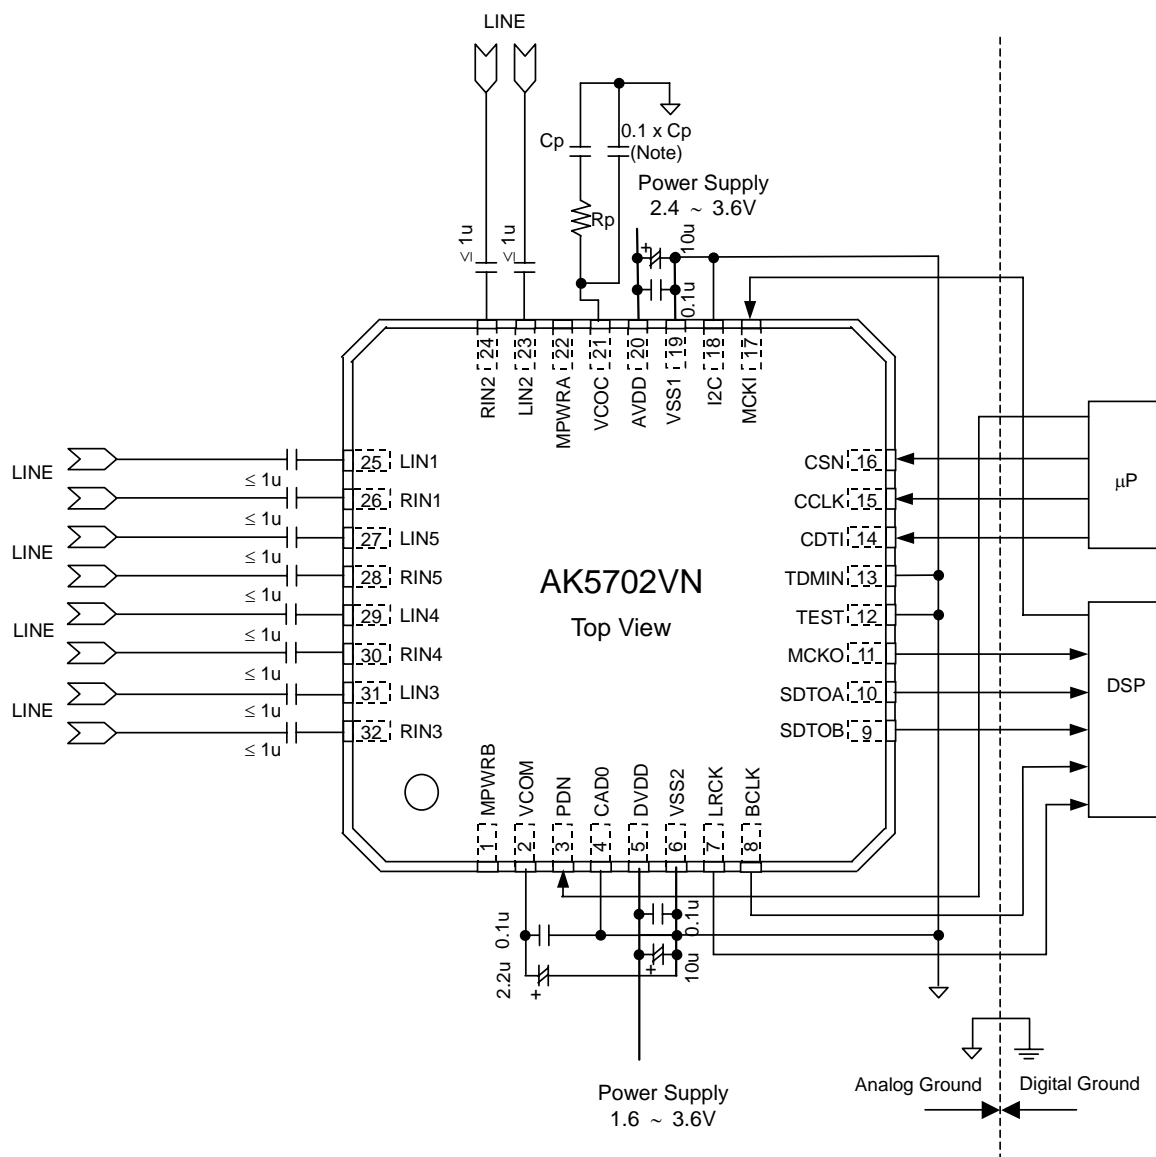 LINE
Cp
0.1 x Cp
(Note)
Power Supply
2.4 ~ 3.6V
Rp
≤ 1u
≤ 1u
10u
0.1u
24
23
22
21
20
19
18
17
RIN2
LIN2
MPWRA
VCOC
AVDD
VSS1
I2C
MCKI
LINE
25 LIN1
≤ 1u
26 RIN1
≤ 1u
LINE
27 LIN5
≤ 1u
28 RIN5
≤ 1u
LINE
29 LIN4
≤ 1u
30 RIN4
≤ 1u
LINE
31 LIN3
≤ 1u
32 RIN3
≤ 1u
AK5702VN
Top View
CSN 16
CCLK 15
CDTI 14
TDMIN 13
TEST 12
MCKO 11
SDTOA 10
SDTOB 9
μP
DSP
MPWRB
VCOM
PDN
CAD0
DVDD
VSS2
LRCK
BCLK
1
2
3
4
5
6
7
8
0.1u
2.2u
+
+
+
0.1u
10u
Power Supply
1.6 ~ 3.6V
Analog Ground
Digital Ground